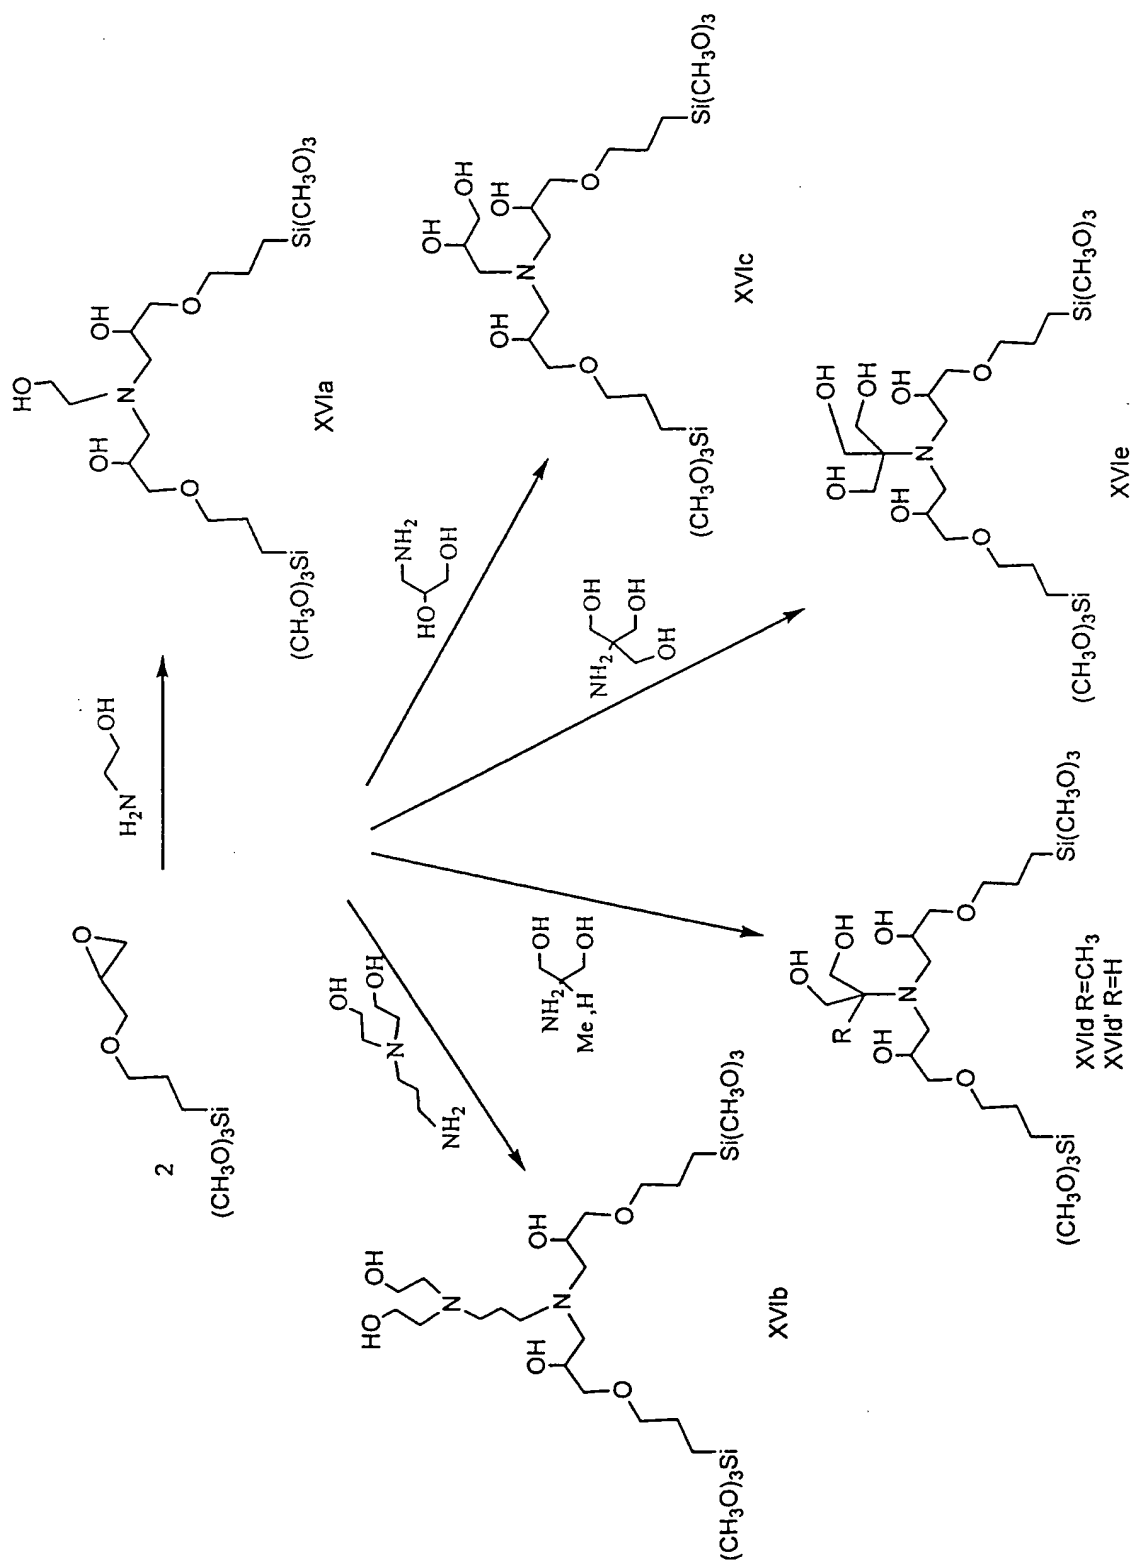 O
O
2
(CH3O)3Si
H2N
OH
HO
OH
N
OH
O
O
(CH3O)3Si
Si(CH3O)3
XVIa
OH
OH
N
NH2
HO
OH
N
OH
N
OH
O
O
(CH3O)3Si
Si(CH3O)3
XVIb
NH2
HO
OH
OH
OH
OH
N
OH
O
O
(CH3O)3Si
Si(CH3O)3
XVIc
NH2
OH
OH
Me ,H
OH
OH
R
OH
N
OH
O
O
(CH3O)3Si
Si(CH3O)3
XVId R=CH3
XVId' R=H
NH2
OH
OH
OH
OH
OH
OH
OH
N
OH
O
O
(CH3O)3Si
Si(CH3O)3
XVIe